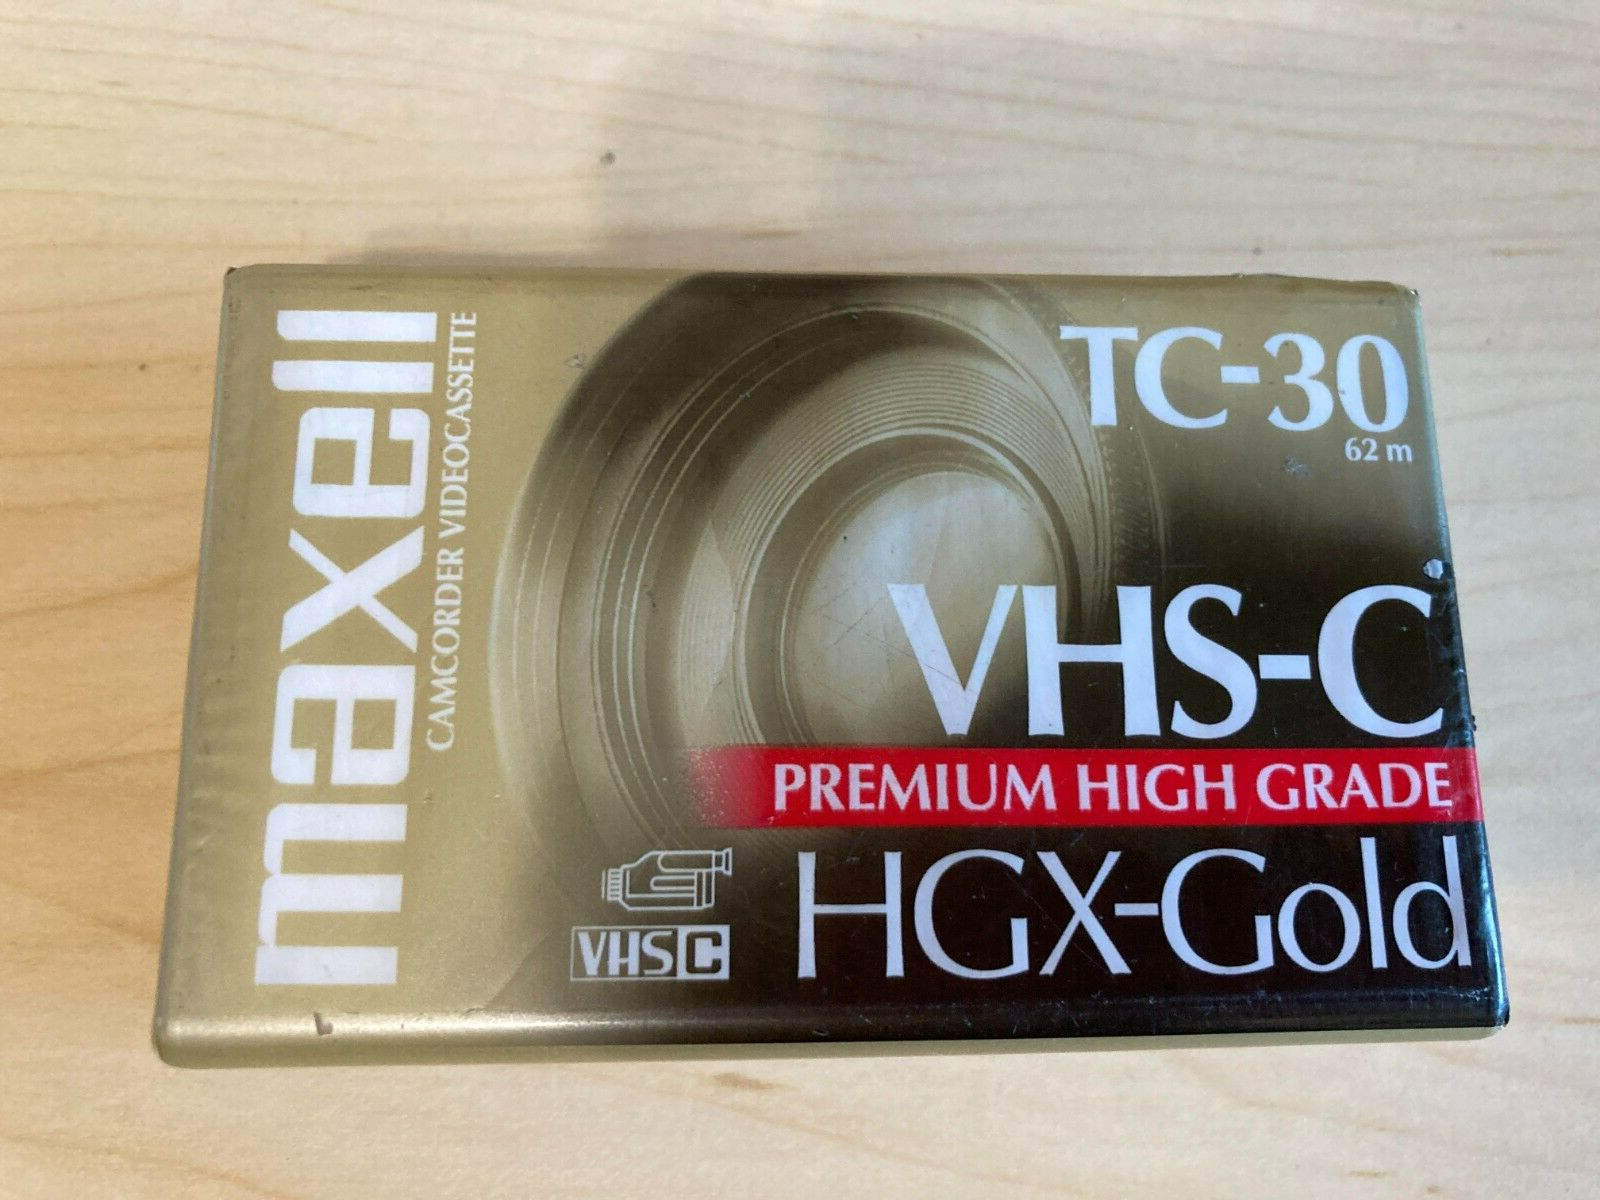 maxell
CAMCORDER VIDEOCASSETTE
TC-30
62 m
VHS-C
PREMIUM HIGH GRADE
HGX-Gold
VHS C